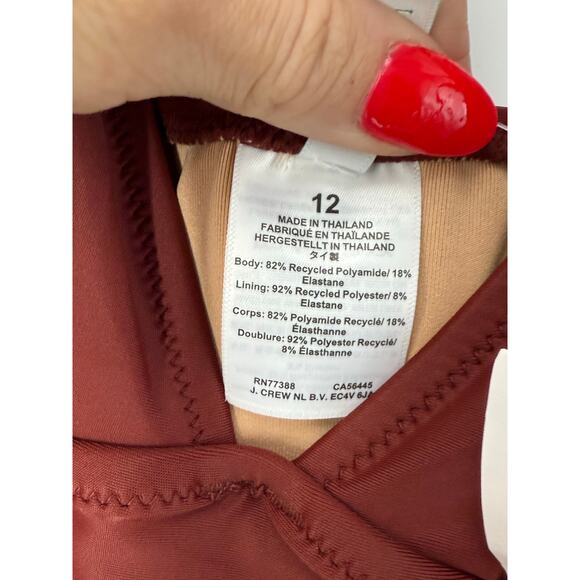 12
MADE IN THAILAND
FABRIQUÉ EN THAÏLANDE
HERGESTELLT IN THAILAND
タイ製
Body: 82% Recycled Polyamide/ 18%
Elastane
Lining: 92% Recycled Polyester/ 8%
Elastane
Corps: 82% Polyamide Recyclé/ 18%
Élasthanne
Doublure: 92% Polyester Recyclé/
8% Élasthanne
RN77388 CA56445
J. CREW NL B.V. EC4V 6JA